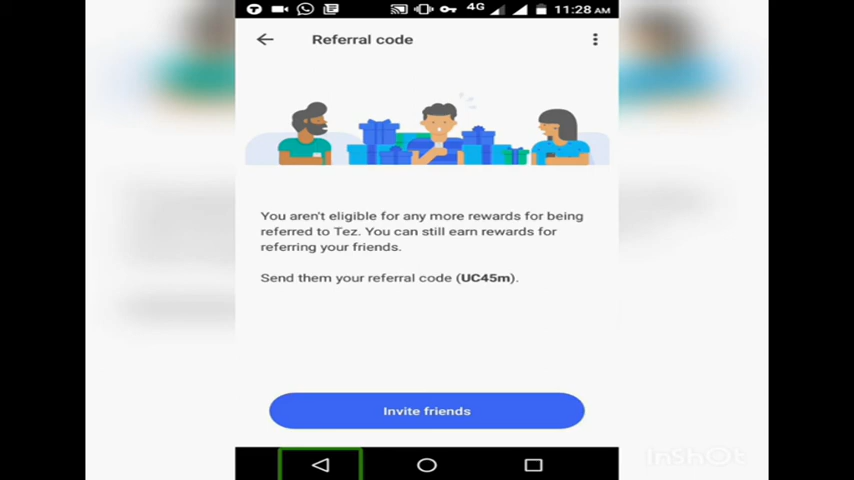 4G 11:28 AM
Referral code
You aren't eligible for any more rewards for being
referred to Tez. You can still earn rewards for
referring your friends.
Send them your referral code (UC45m).
Invite friends
InShOt